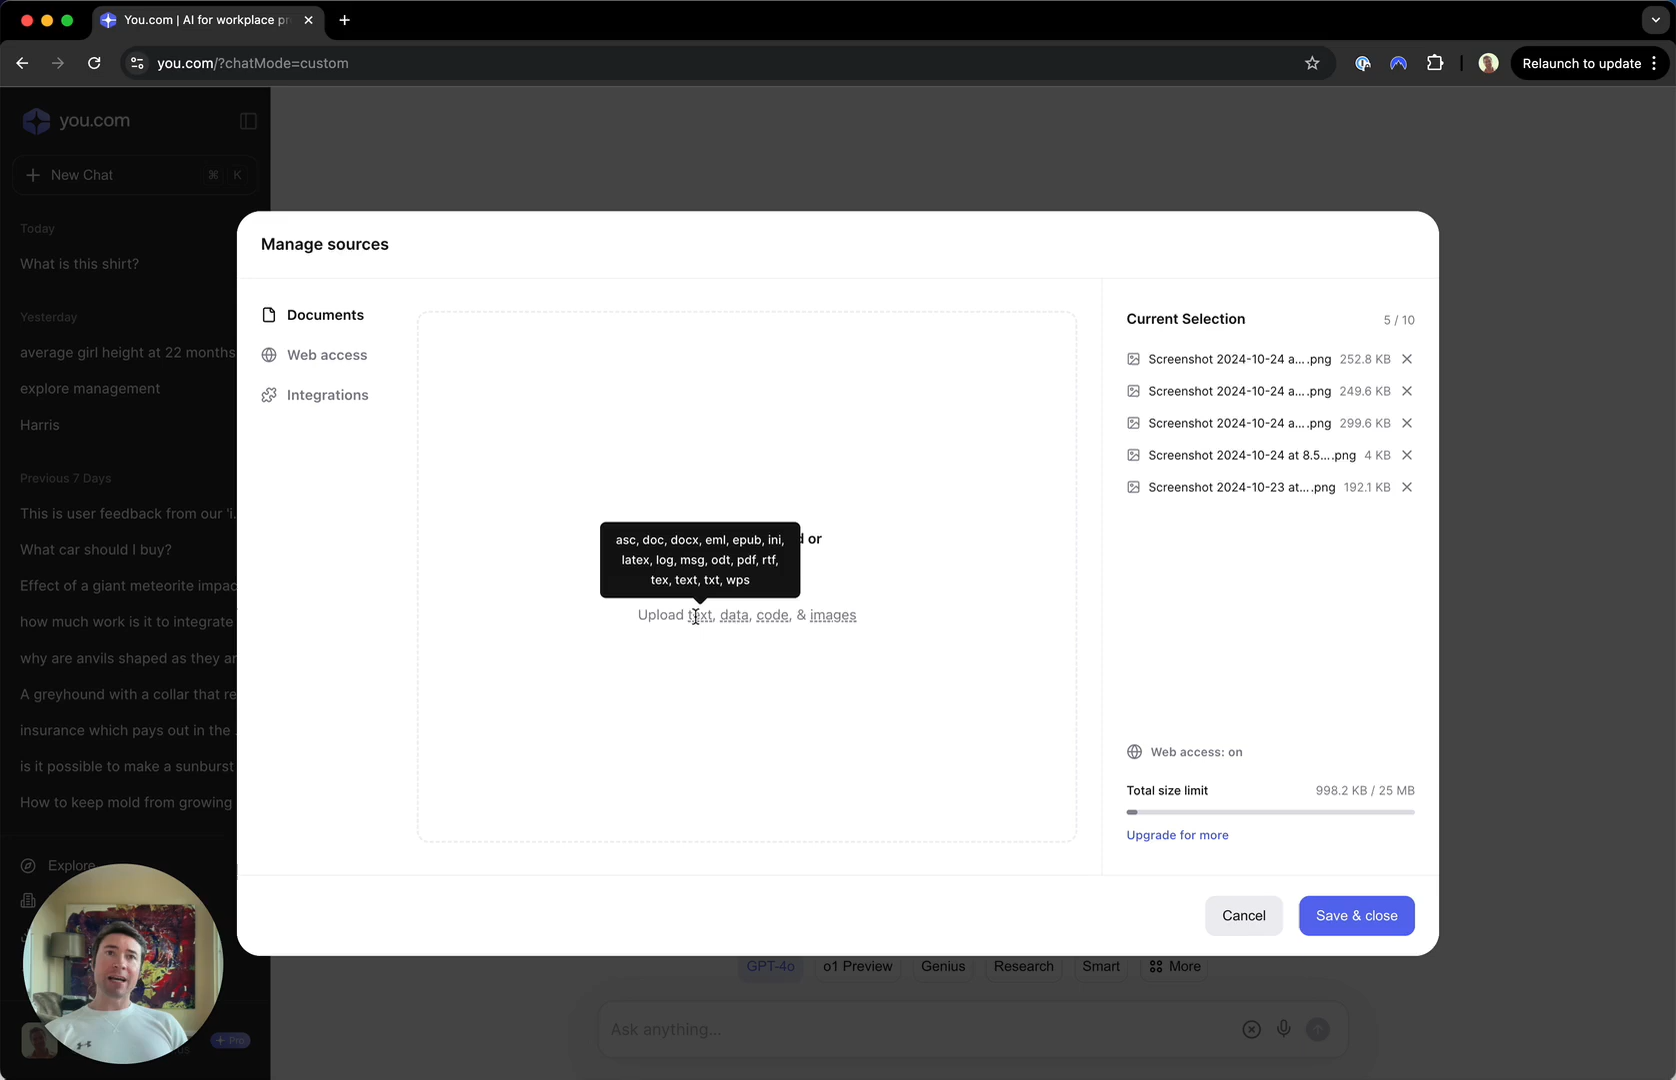 You.com | AI for workplace pr
you.com/?chatMode=custom
Relaunch to update
you.com
New Chat ⌘ K
Today
What is this shirt?
Yesterday
average girl height at 22 months
explore management
Harris
Previous 7 Days
This is user feedback from our 'i.
What car should I buy?
Effect of a giant meteorite impac
how much work is it to integrate
why are anvils shaped as they ar
A greyhound with a collar that re
insurance which pays out in the .
is it possible to make a sunburst
How to keep mold from growing
Explore
+ Pro
Manage sources
Documents
Web access
Integrations
asc, doc, docx, eml, epub, ini,
latex, log, msg, odt, pdf, rtf,
tex, text, txt, wps
d or
Upload text, data, code, & images
Current Selection 5 / 10
Screenshot 2024-10-24 a... .png 252.8 KB
Screenshot 2024-10-24 a... .png 249.6 KB
Screenshot 2024-10-24 a... .png 299.6 KB
Screenshot 2024-10-24 at 8.5... .png 4 KB
Screenshot 2024-10-23 at... .png 192.1 KB
Web access: on
Total size limit 998.2 KB / 25 MB
Upgrade for more
Cancel
Save & close
GPT-4o
o1 Preview
Genius
Research
Smart
More
Ask anything...